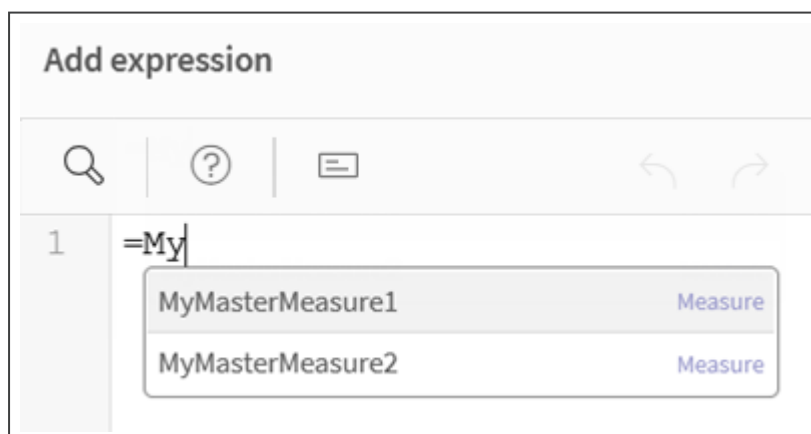 Add expression
1 =My
MyMasterMeasure1 Measure
MyMasterMeasure2 Measure